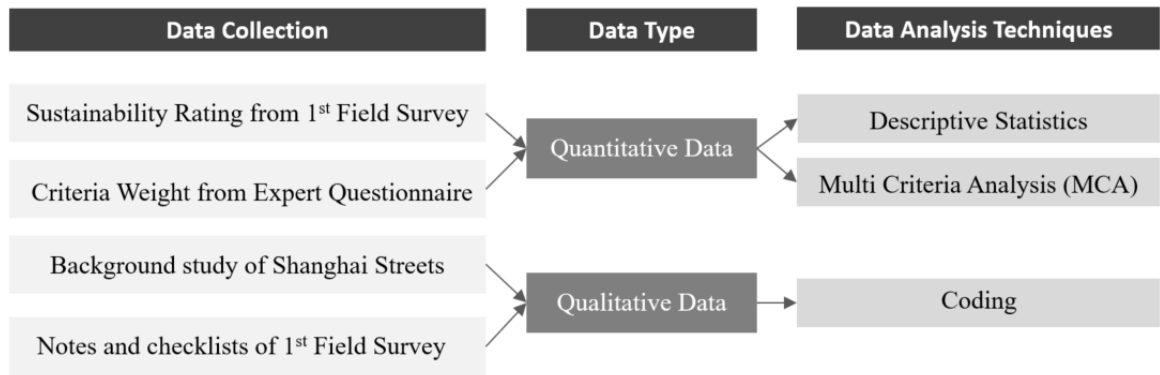 Data Collection
Data Type
Data Analysis Techniques
Sustainability Rating from 1st Field Survey
Criteria Weight from Expert Questionnaire
Background study of Shanghai Streets
Notes and checklists of 1st Field Survey
Quantitative Data
Qualitative Data
Descriptive Statistics
Multi Criteria Analysis (MCA)
Coding